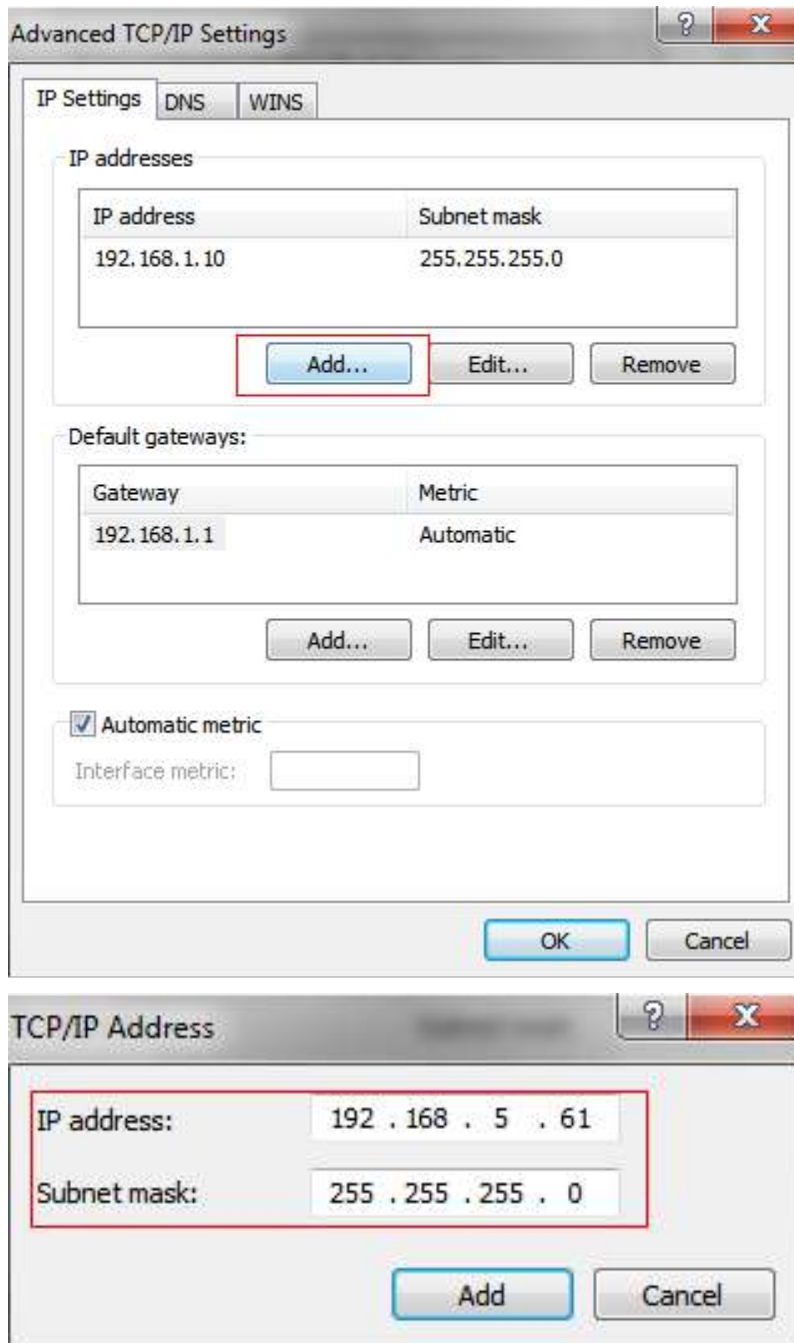 Advanced TCP/IP Settings
IP Settings DNS WINS
IP addresses
IP address Subnet mask
192.168.1.10 255.255.255.0
Add... Edit... Remove
Default gateways:
Gateway Metric
192.168.1.1 Automatic
Add... Edit... Remove
Automatic metric
Interface metric:
OK Cancel
TCP/IP Address
IP address: 192 . 168 . 5 . 61
Subnet mask: 255 . 255 . 255 . 0
Add Cancel